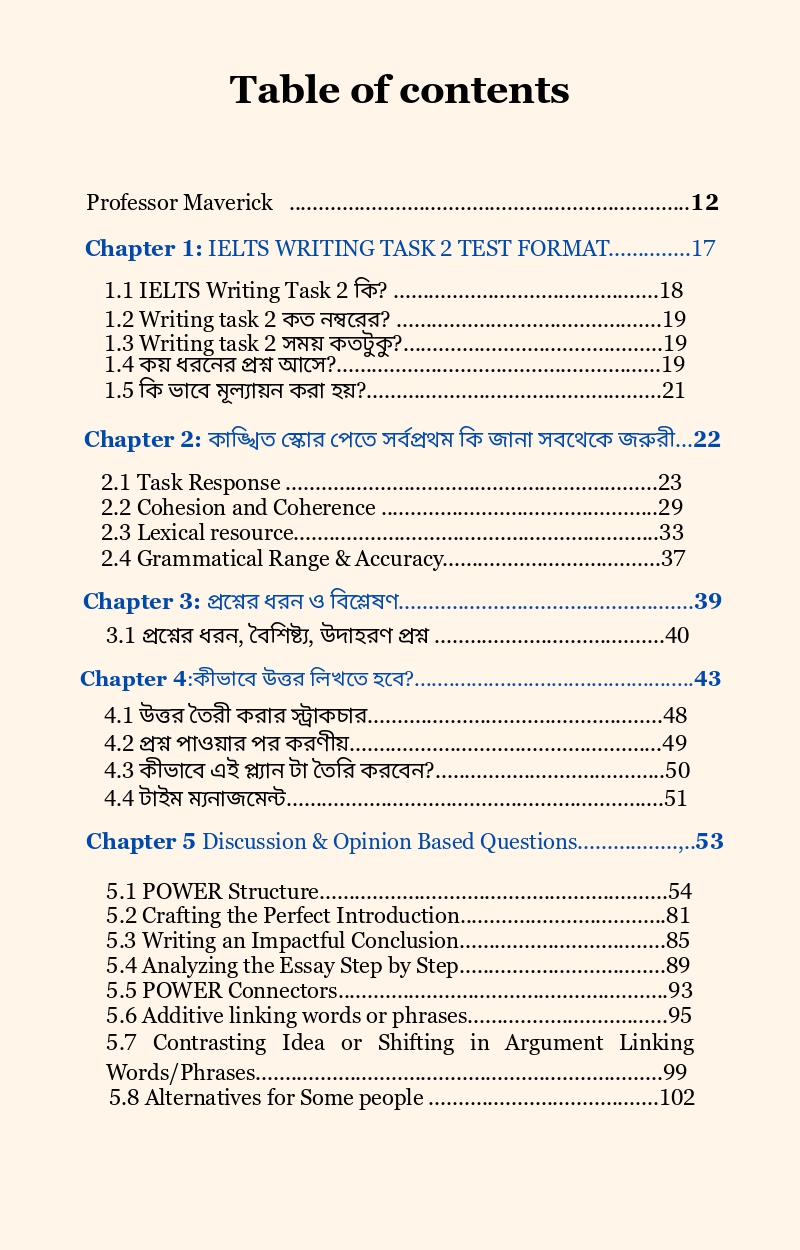 Table of contents
Professor Maverick ....................................................................12
Chapter 1: IELTS WRITING TASK 2 TEST FORMAT..............17
1.1 IELTS Writing Task 2 কি? .............................................18
1.2 Writing task 2 কত নম্বরের? .............................................19
1.3 Writing task 2 সময় কতটুকু?............................................19
1.4 কয় ধরনের প্রশ্ন আসে?.......................................................19
1.5 কি ভাবে মূল্যায়ন করা হয়?..................................................21
Chapter 2: কাঙ্খিত স্কোর পেতে সর্বপ্রথম কি জানা সবথেকে জরুরী...22
2.1 Task Response ...............................................................23
2.2 Cohesion and Coherence ...............................................29
2.3 Lexical resource..............................................................33
2.4 Grammatical Range & Accuracy.....................................37
Chapter 3: প্রশ্নের ধরন ও বিশ্লেষণ..................................................39
3.1 প্রশ্নের ধরন, বৈশিষ্ট্য, উদাহরণ প্রশ্ন .......................................40
Chapter 4:কীভাবে উত্তর লিখতে হবে?...............................................43
4.1 উত্তর তৈরী করার স্ট্রাকচার..................................................48
4.2 প্রশ্ন পাওয়ার পর করণীয়.....................................................49
4.3 কীভাবে এই প্ল্যান টা তৈরি করবেন?.......................................50
4.4 টাইম ম্যনাজমেন্ট................................................................51
Chapter 5 Discussion & Opinion Based Questions.................,..53
5.1 POWER Structure...........................................................54
5.2 Crafting the Perfect Introduction...................................81
5.3 Writing an Impactful Conclusion...................................85
5.4 Analyzing the Essay Step by Step...................................89
5.5 POWER Connectors........................................................93
5.6 Additive linking words or phrases..................................95
5.7 Contrasting Idea or Shifting in Argument Linking
Words/Phrases.....................................................................99
5.8 Alternatives for Some people .......................................102